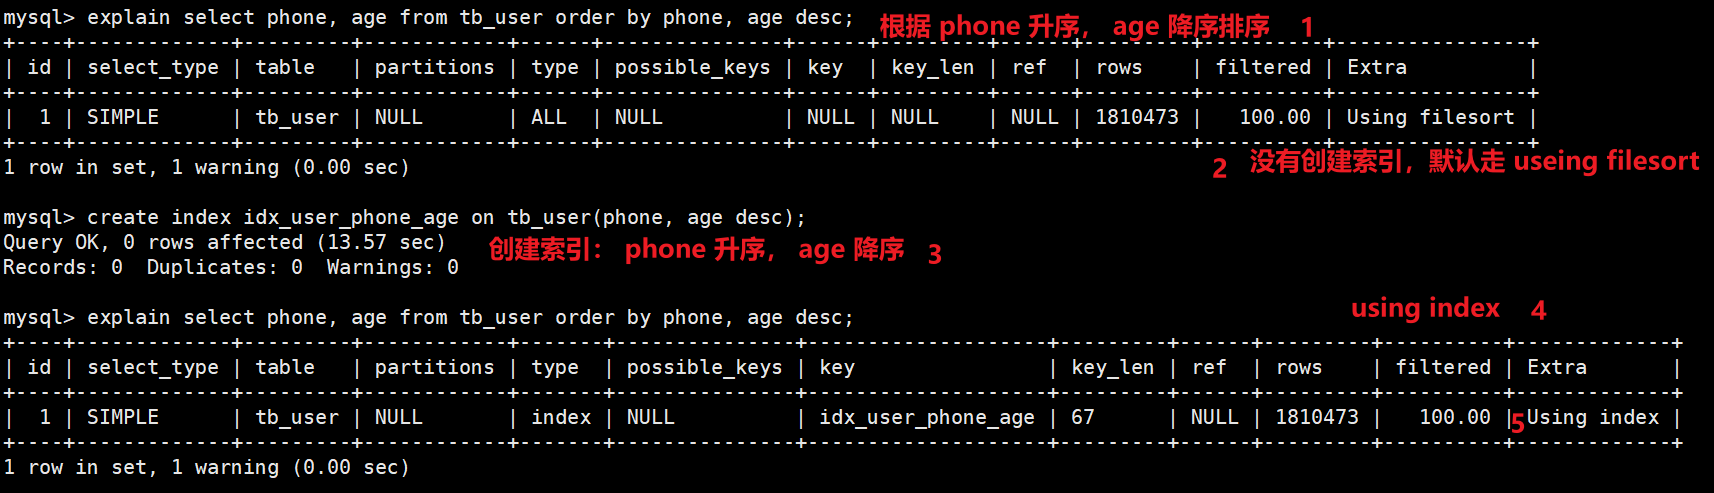 mysql> explain select phone, age from tb_user order by phone, age desc; 根据 phone 升序， age 降序排序 1
+----+-------------+---------+------------+------+---------------+------+---------+------+---------+----------+----------------+
| id | select_type | table   | partitions | type | possible_keys | key  | key_len | ref  | rows    | filtered | Extra          |
+----+-------------+---------+------------+------+---------------+------+---------+------+---------+----------+----------------+
|  1 | SIMPLE      | tb_user | NULL       | ALL  | NULL          | NULL | NULL    | NULL | 1810473 |   100.00 | Using filesort |
+----+-------------+---------+------------+------+---------------+------+---------+------+---------+----------+----------------+
1 row in set, 1 warning (0.00 sec) 2 没有创建索引，默认走 useing filesort
mysql> create index idx_user_phone_age on tb_user(phone, age desc);
Query OK, 0 rows affected (13.57 sec) 创建索引： phone 升序， age 降序 3
Records: 0  Duplicates: 0  Warnings: 0
using index 4
mysql> explain select phone, age from tb_user order by phone, age desc;
+----+-------------+---------+------------+-------+---------------+--------------------+---------+------+---------+----------+-------------+
| id | select_type | table   | partitions | type  | possible_keys | key                | key_len | ref  | rows    | filtered | Extra       |
+----+-------------+---------+------------+-------+---------------+--------------------+---------+------+---------+----------+-------------+
|  1 | SIMPLE      | tb_user | NULL       | index | NULL          | idx_user_phone_age | 67      | NULL | 1810473 |   100.00 | 5 Using index |
+----+-------------+---------+------------+-------+---------------+--------------------+---------+------+---------+----------+-------------+
1 row in set, 1 warning (0.00 sec)